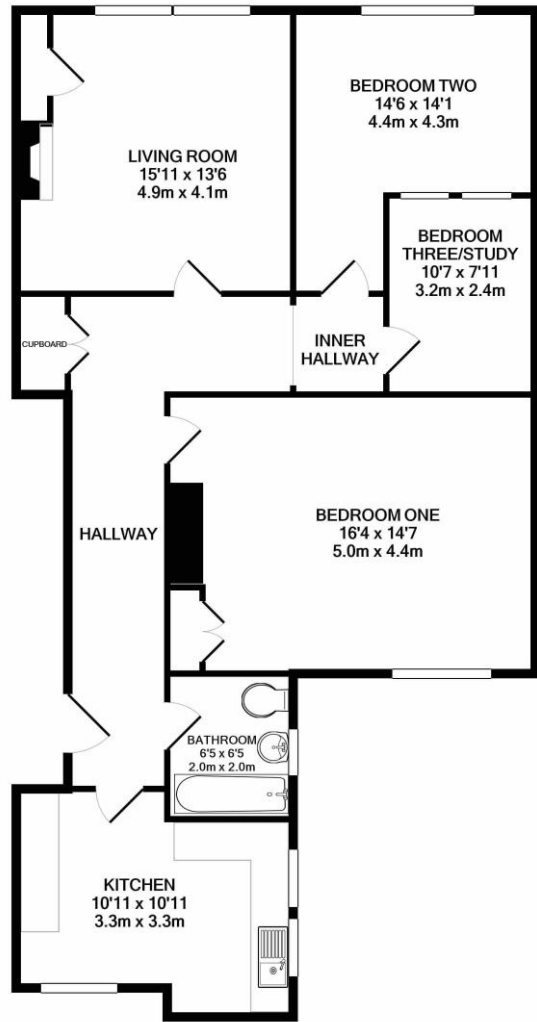 BEDROOM TWO
14'6 x 14'1
4.4m x 4.3m
LIVING ROOM
15'11 x 13'6
4.9m x 4.1m
BEDROOM
THREE/STUDY
10'7 x 7'11
3.2m x 2.4m
CUPBOARD
INNER
HALLWAY
BEDROOM ONE
16'4 x 14'7
5.0m x 4.4m
HALLWAY
BATHROOM
6'5 x 6'5
2.0m x 2.0m
KITCHEN
10'11 x 10'11
3.3m x 3.3m